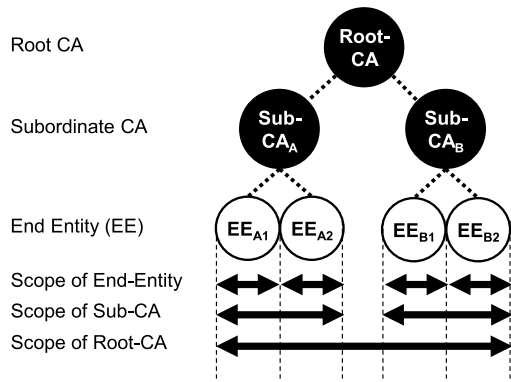 Root CA
Root-
CA
Subordinate CA
Sub-
CA_A
Sub-
CA_B
End Entity (EE)
EE_A1
EE_A2
EE_B1
EE_B2
Scope of End-Entity
Scope of Sub-CA
Scope of Root-CA